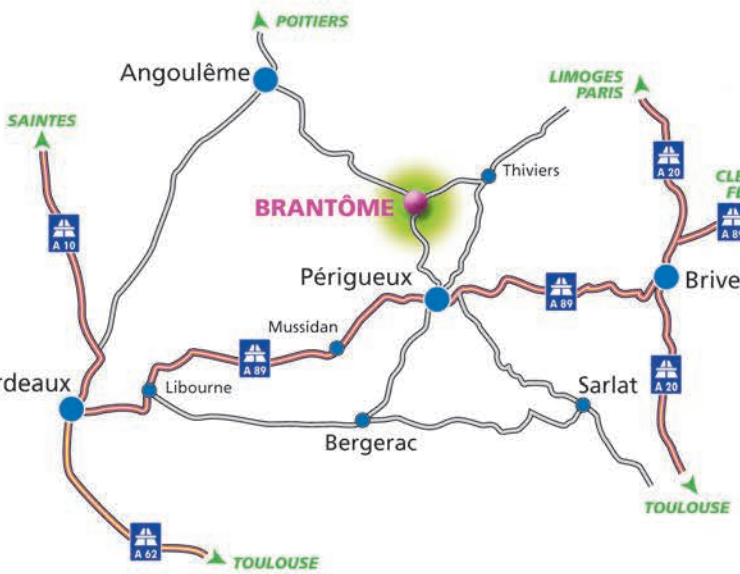 POITIERS
Angoulême
LIMOGES
PARIS
SAINTES
A 20
Thiviers
BRANTÔME
A 10
Périgueux
A 89
Brive
Mussidan
A 89
Libourne
A 20
Sarlat
Bergerac
TOULOUSE
A 62
TOULOUSE